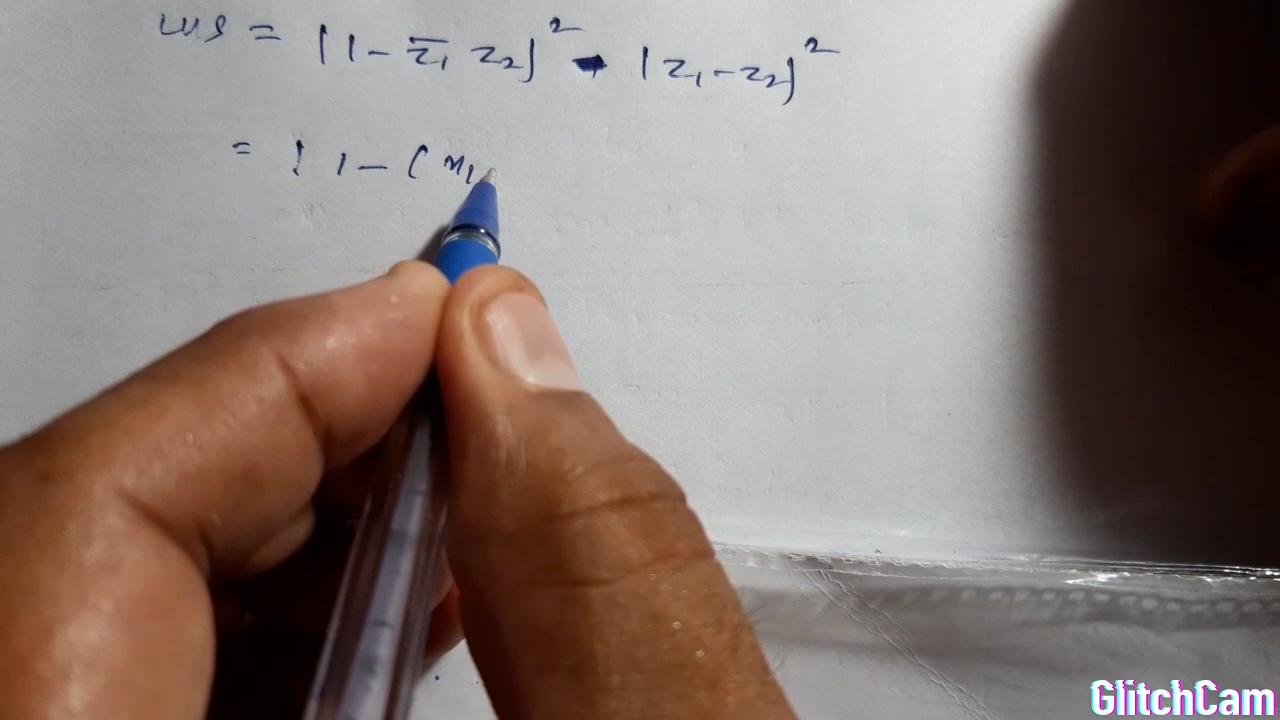 LHS = |1 - z̄₁ z₂|² - |z₁ - z₂|²
= | 1 - ( x₁
GlitchCam